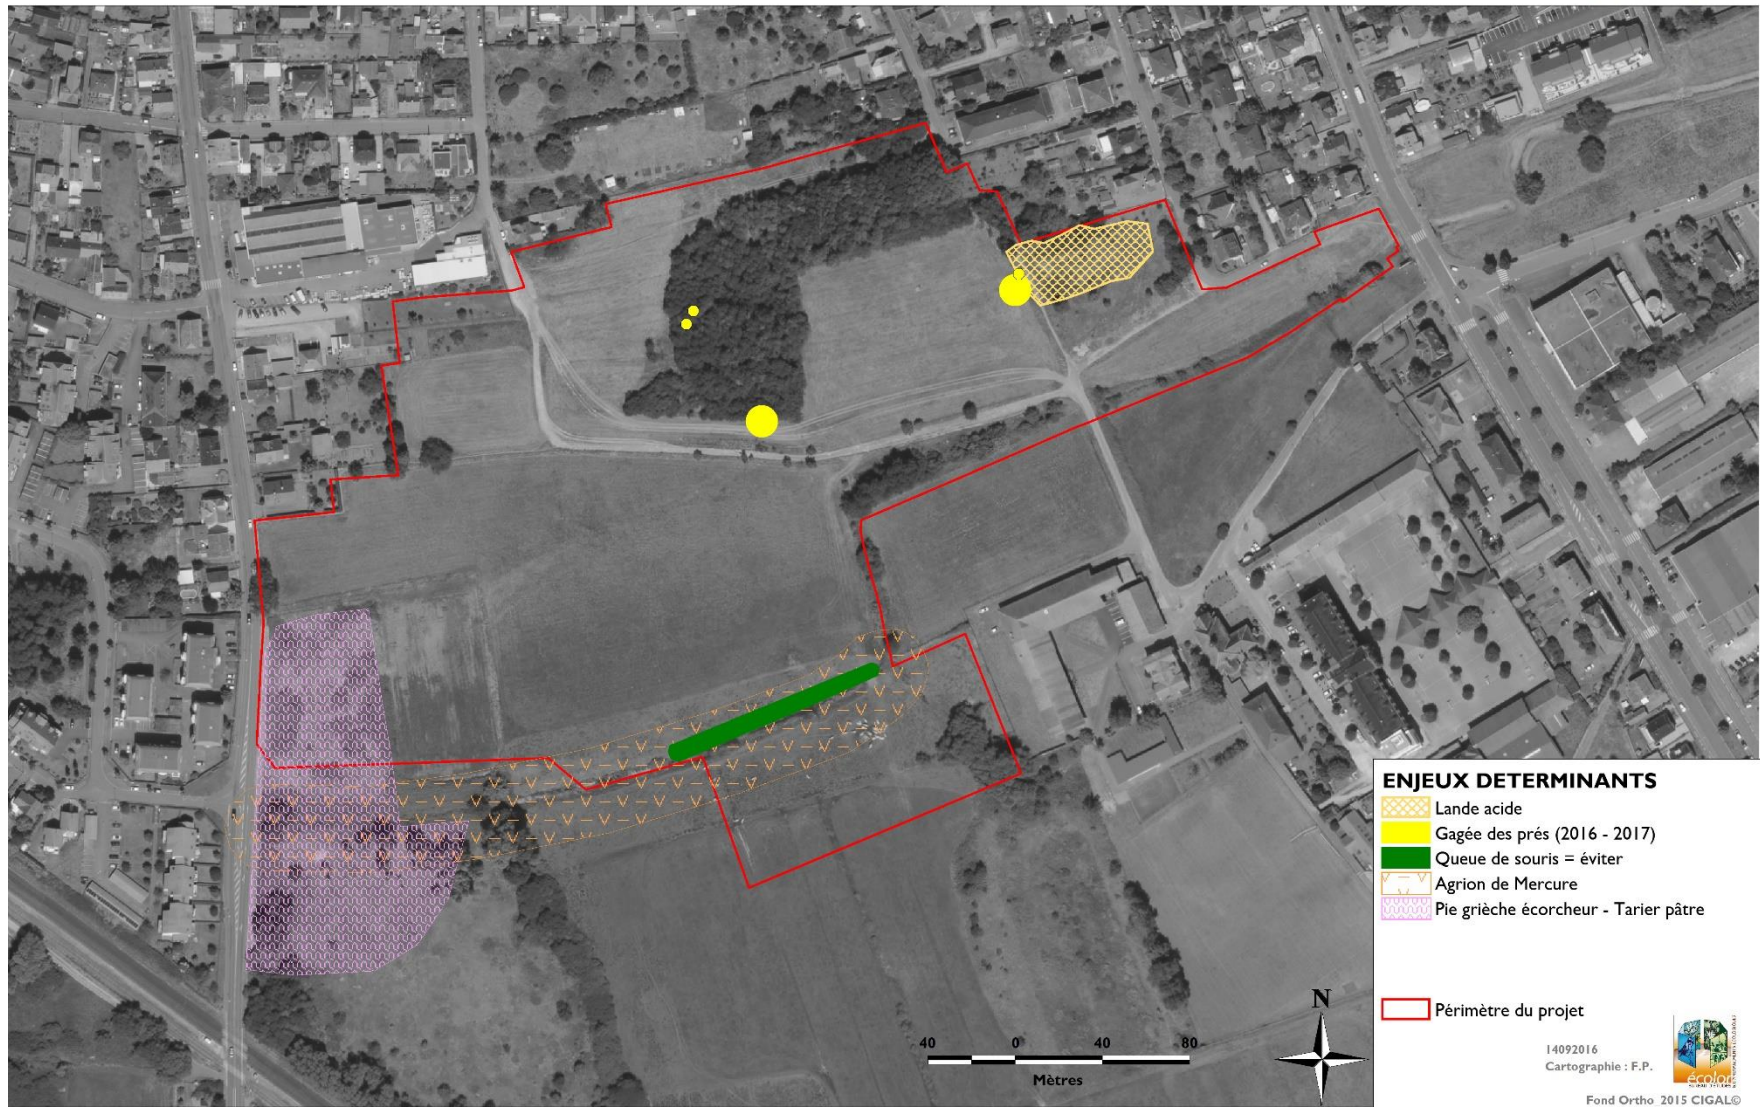 ENJEUX DETERMINANTS
Lande acide
Gagée des prés (2016 - 2017)
Queue de souris = éviter
Agrion de Mercure
Pie grièche écorcheur - Tarier pâtre
Périmètre du projet
N
40 0 40 80
Mètres
14092016
Cartographie : F.P.
écolor
Fond Ortho 2015 CIGAL©